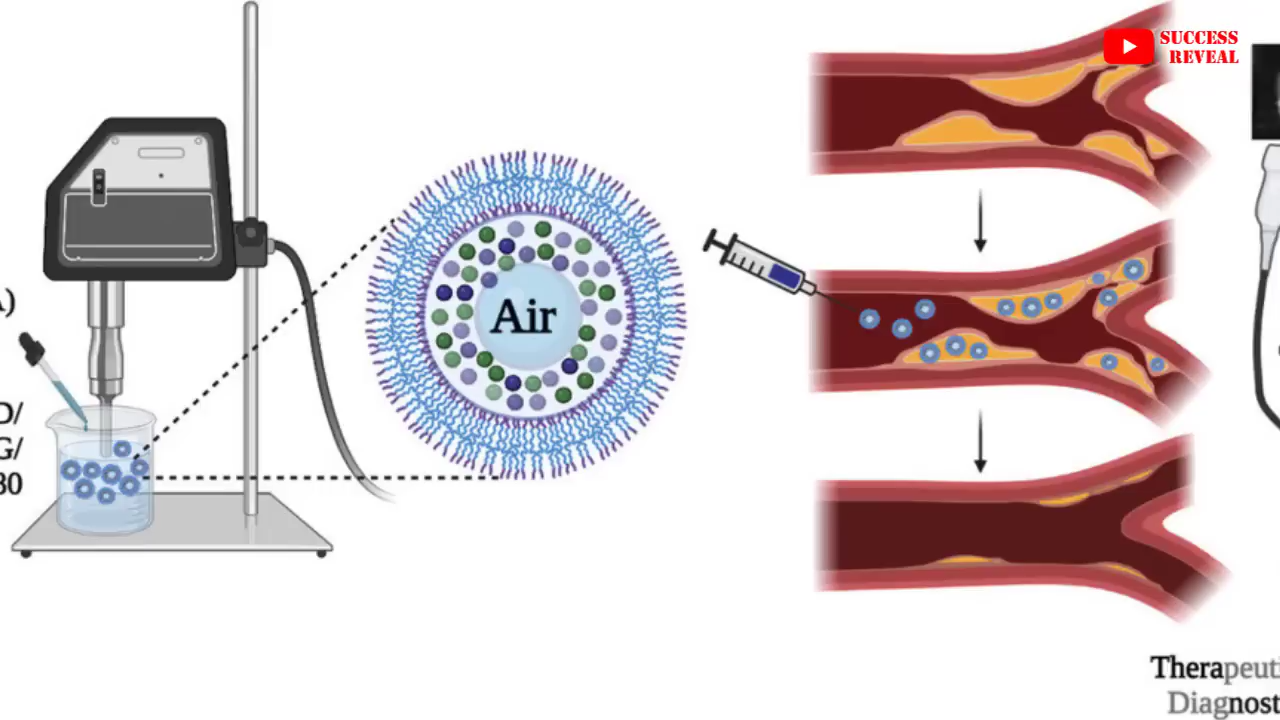 SUCCESS
REVEAL
A)
D/
G/
80
Air
Therapeuti
Diagnost